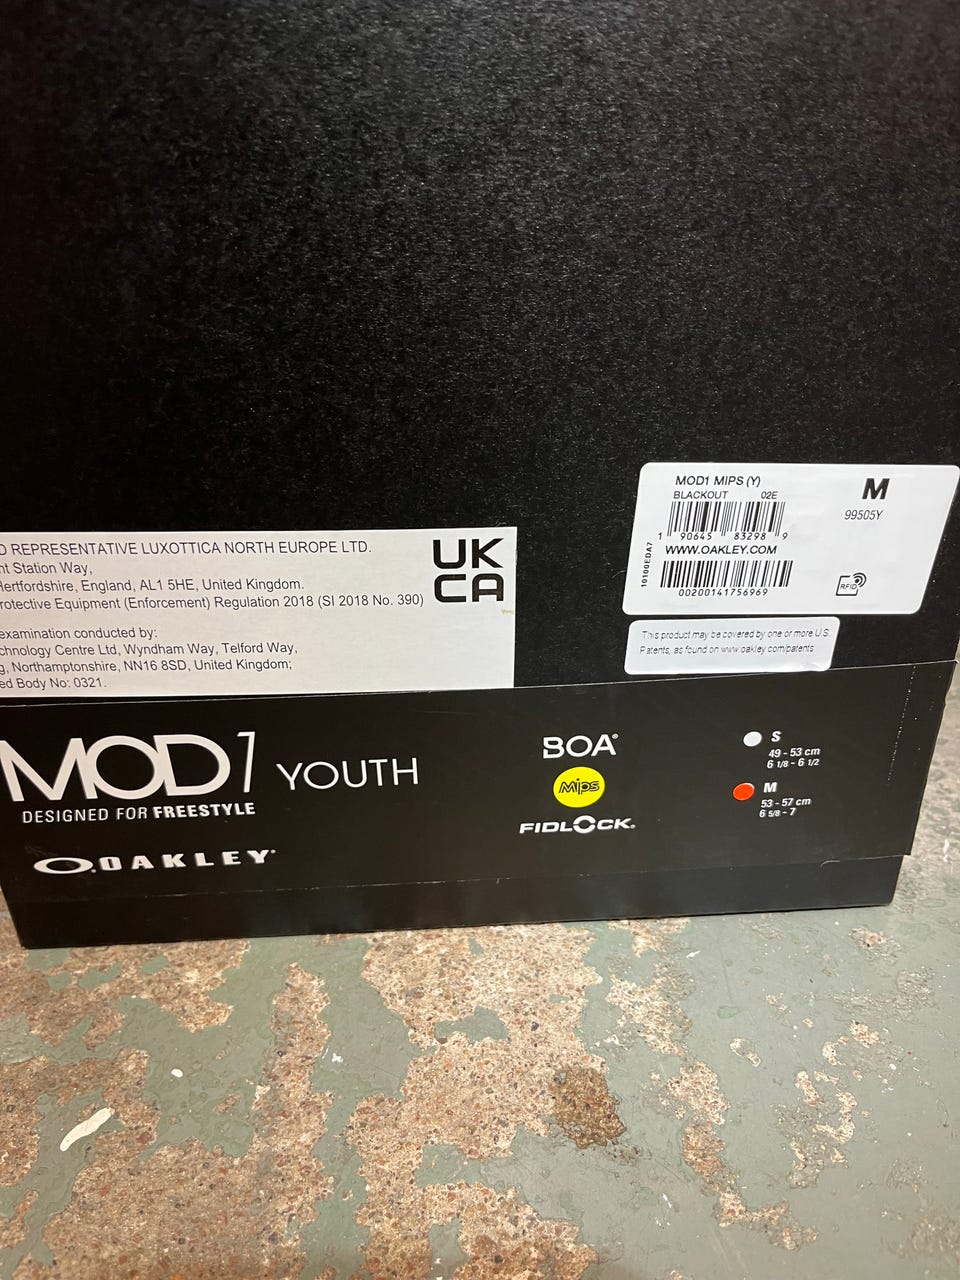 MOD1 MIPS (Y)
BLACKOUT 02E
M
99505Y
1 90645 83298 9
10100EDA7
WWW.OAKLEY.COM
00200141756969
RFID
This product may be covered by one or more U.S.
Patents, as found on www.oakley.com/patents
D REPRESENTATIVE LUXOTTICA NORTH EUROPE LTD.
nt Station Way,
Hertfordshire, England, AL1 5HE, United Kingdom.
rotective Equipment (Enforcement) Regulation 2018 (SI 2018 No. 390)
examination conducted by:
chnology Centre Ltd, Wyndham Way, Telford Way,
g, Northamptonshire, NN16 8SD, United Kingdom;
ed Body No: 0321.
UK
CA
MOD1 YOUTH
DESIGNED FOR FREESTYLE
OAKLEY
BOA®
Mips
FIDLOCK®
S
49 - 53 cm
6 1/8 - 6 1/2
M
53 - 57 cm
6 5/8 - 7